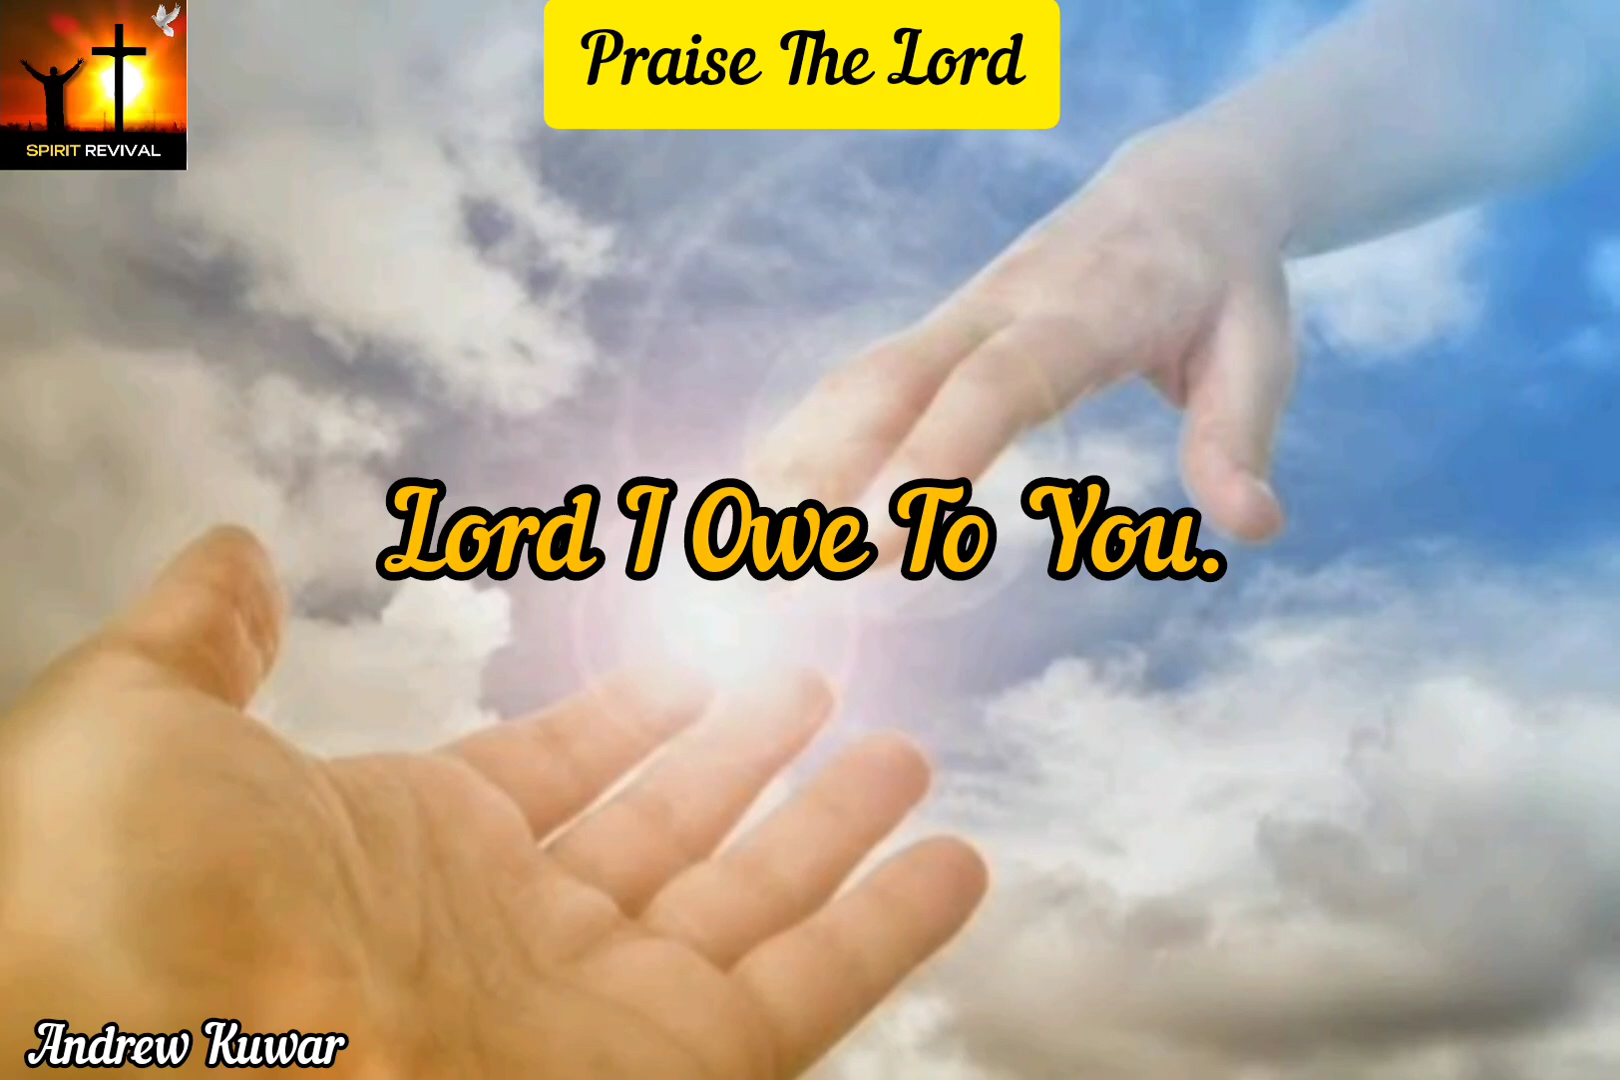 Praise The Lord
SPIRIT REVIVAL
Lord I Owe To You.
Andrew Kuwar